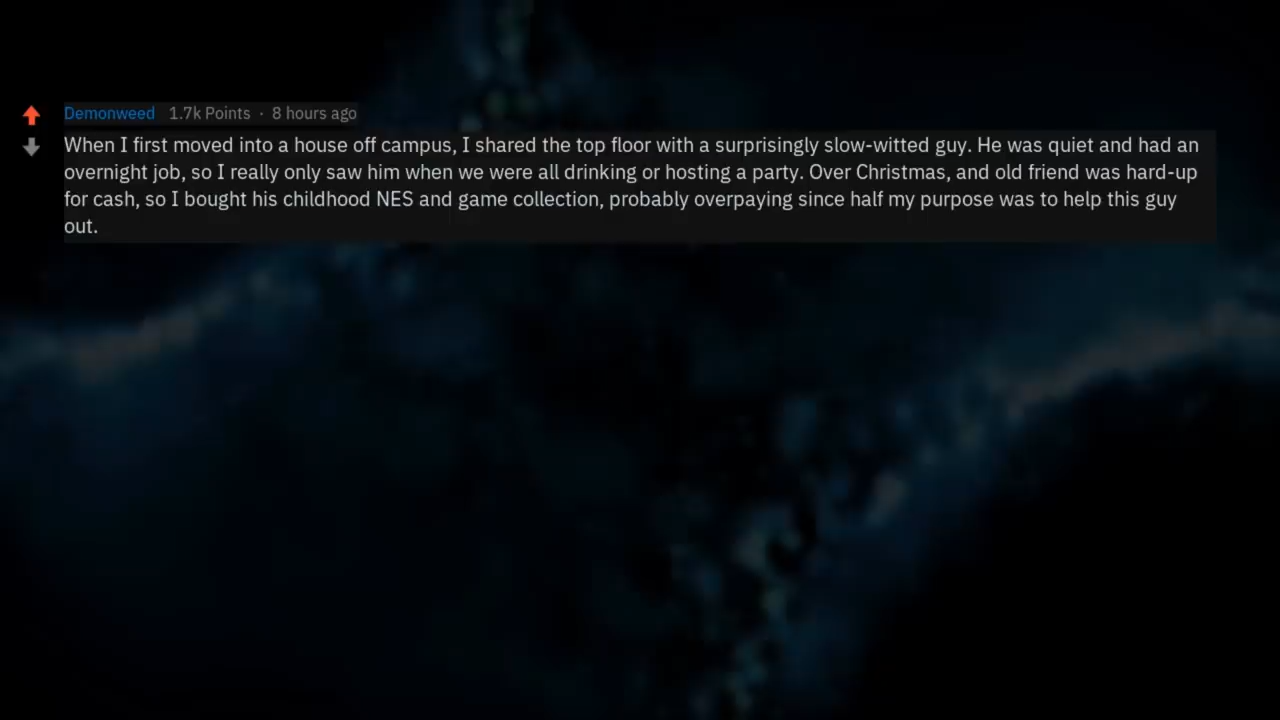 Demonweed 1.7k Points · 8 hours ago
When I first moved into a house off campus, I shared the top floor with a surprisingly slow-witted guy. He was quiet and had an
overnight job, so I really only saw him when we were all drinking or hosting a party. Over Christmas, and old friend was hard-up
for cash, so I bought his childhood NES and game collection, probably overpaying since half my purpose was to help this guy
out.